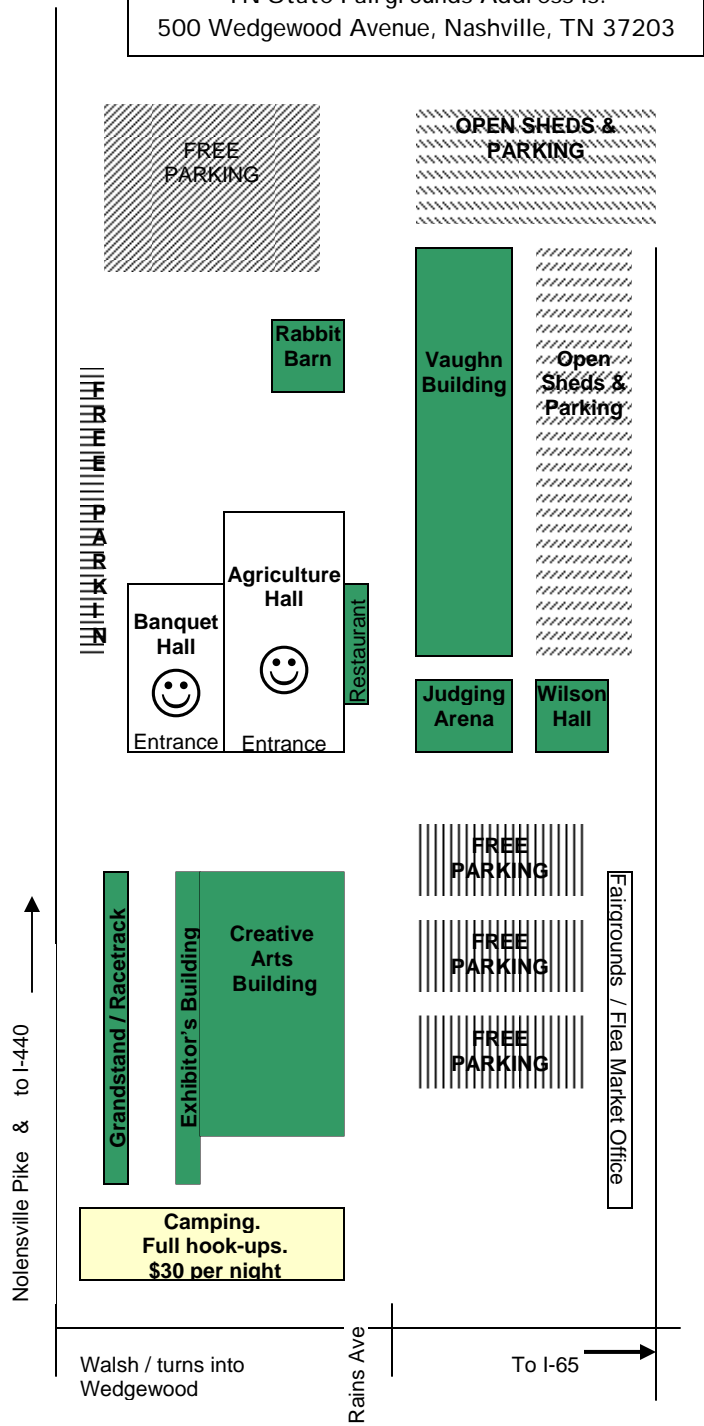 TN State Fairgrounds Address is:
500 Wedgewood Avenue, Nashville, TN 37203
FREE
PARKING
OPEN SHEDS &
PARKING
Rabbit
Barn
Vaughn
Building
Open
Sheds &
Parking
FREE PARKIN
Agriculture
Hall
Banquet
Hall
Restaurant
Entrance
Entrance
Judging
Arena
Wilson
Hall
FREE
PARKING
FREE
PARKING
FREE
PARKING
Fairgrounds / Flea Market Office
Grandstand / Racetrack
Exhibitor's Building
Creative
Arts
Building
Nolensville Pike & to I-440
Camping.
Full hook-ups.
$30 per night
Walsh / turns into
Wedgewood
Rains Ave
To I-65